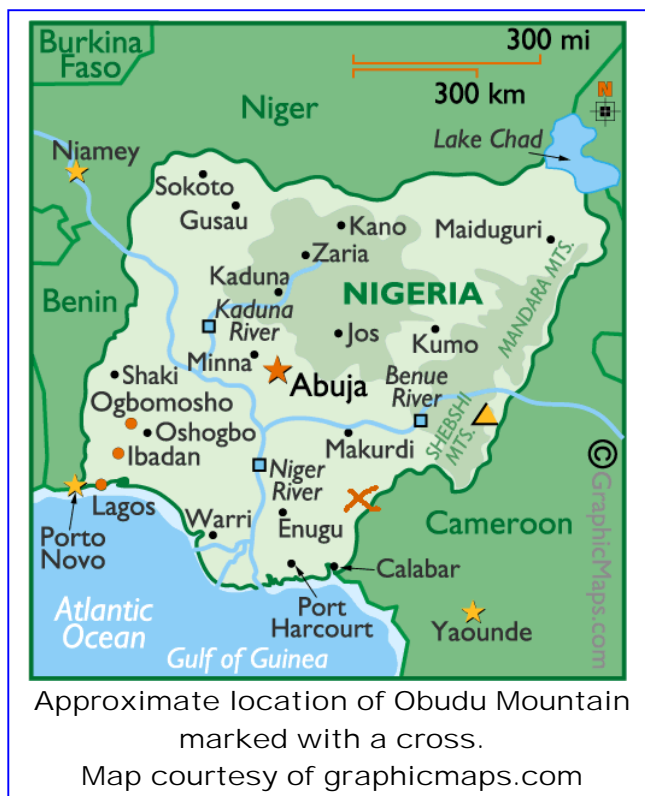 Burkina
Faso
300 mi
300 km
N
Niger
Lake Chad
Niamey
Sokoto
Gusau
Kano
Maiduguri
Zaria
Kaduna
MANDARA MTS.
Benin
NIGERIA
Kaduna
River
Jos
Kumo
Minna
Shaki
Abuja
Benue
River
Ogbomosho
Oshogbo
Makurdi
SHEBSHI
MTS.
Ibadan
Niger
River
Lagos
Warri
Enugu
Porto
Novo
Cameroon
Calabar
Port
Harcourt
Atlantic
Ocean
Yaounde
Gulf of Guinea
© GraphicMaps.com
Approximate location of Obudu Mountain
marked with a cross.
Map courtesy of graphicmaps.com